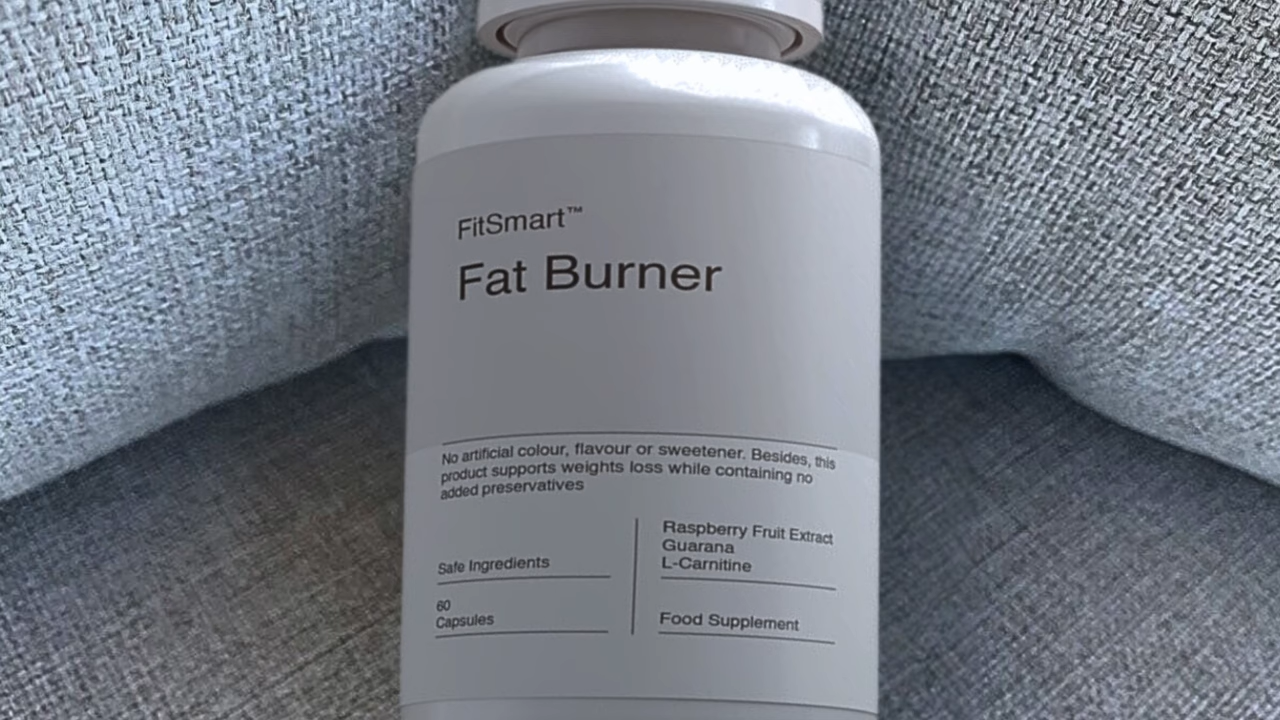 FitSmart™
Fat Burner
No artificial colour, flavour or sweetener. Besides, this
product supports weights loss while containing no
added preservatives
Safe Ingredients
60
Capsules
Raspberry Fruit Extract
Guarana
L-Carnitine
Food Supplement